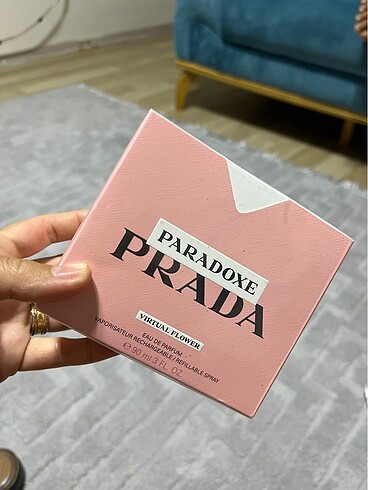 PARADOXE
PRADA
VIRTUAL FLOWER
EAU DE PARFUM
VAPORISATEUR RECHARGEABLE / REFILLABLE SPRAY
℮ 90 ml 3 FL. OZ.